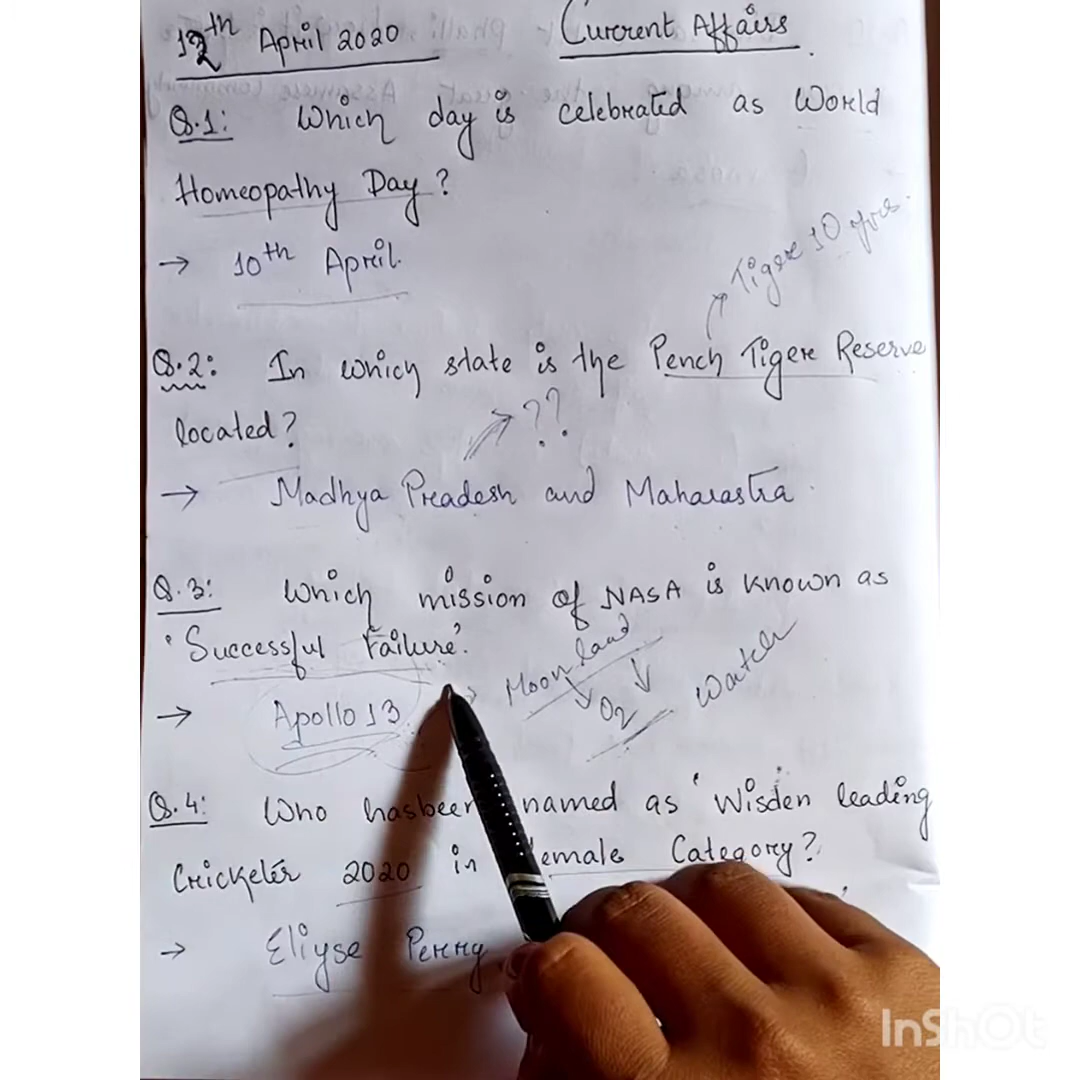 12th April 2020 Current Affairs
Q.1: Which day is celebrated as World
Homeopathy Day?
→ 10th April.
Tiger 10 yrs.
Q.2: In which state is the Pench Tiger Reserve
located?
→ ??
→ Madhya Pradesh and Maharastra.
Q.3: Which mission of NASA is known as
'Successful Failure'.
Moon land
→ Apollo 13
O2
Q.4: Who hasbeen named as 'Wisden leading
Cricketer 2020 in Female Category?
→ Eliyse Perry
InShOt